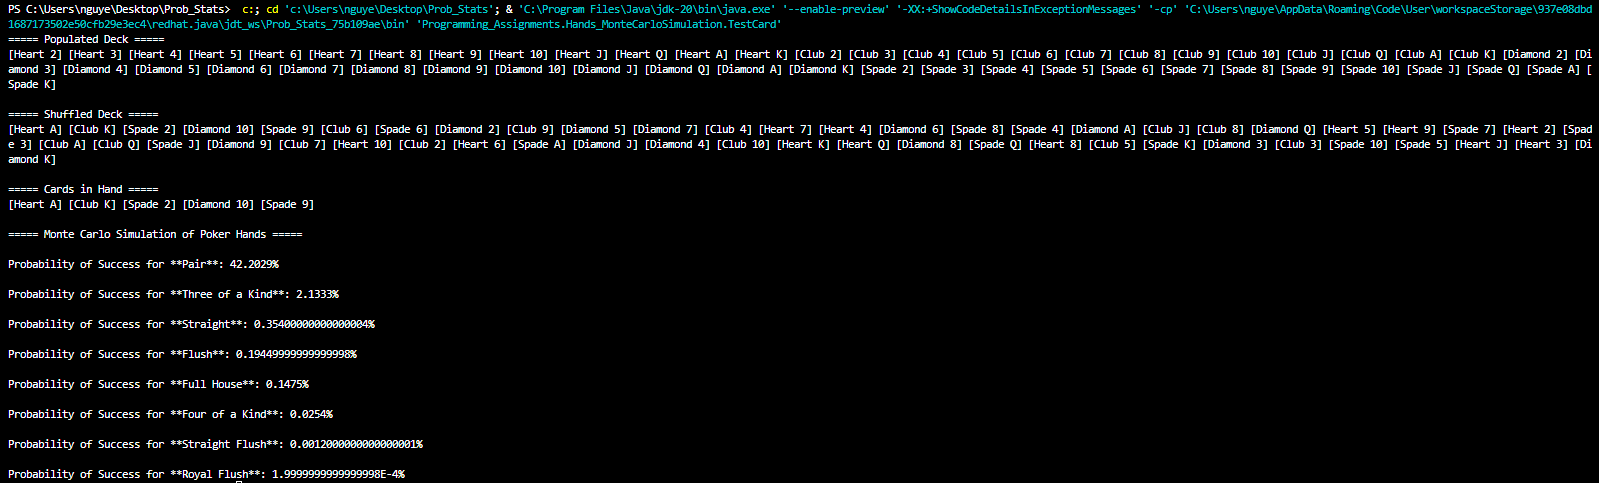 PS C:\Users\nguye\Desktop\Prob_Stats>  c:; cd 'c:\Users\nguye\Desktop\Prob_Stats'; & 'C:\Program Files\Java\jdk-20\bin\java.exe' '--enable-preview' '-XX:+ShowCodeDetailsInExceptionMessages' '-cp' 'C:\Users\nguye\AppData\Roaming\Code\User\workspaceStorage\937e08dbd
1687173502e50cfb29e3ec4\redhat.java\jdt_ws\Prob_Stats_75b109ae\bin' 'Programming_Assignments.Hands_MonteCarloSimulation.TestCard'
===== Populated Deck =====
[Heart 2] [Heart 3] [Heart 4] [Heart 5] [Heart 6] [Heart 7] [Heart 8] [Heart 9] [Heart 10] [Heart J] [Heart Q] [Heart A] [Heart K] [Club 2] [Club 3] [Club 4] [Club 5] [Club 6] [Club 7] [Club 8] [Club 9] [Club 10] [Club J] [Club Q] [Club A] [Club K] [Diamond 2] [Di
amond 3] [Diamond 4] [Diamond 5] [Diamond 6] [Diamond 7] [Diamond 8] [Diamond 9] [Diamond 10] [Diamond J] [Diamond Q] [Diamond A] [Diamond K] [Spade 2] [Spade 3] [Spade 4] [Spade 5] [Spade 6] [Spade 7] [Spade 8] [Spade 9] [Spade 10] [Spade J] [Spade Q] [Spade A] [
Spade K]
===== Shuffled Deck =====
[Heart A] [Club K] [Spade 2] [Diamond 10] [Spade 9] [Club 6] [Spade 6] [Diamond 2] [Club 9] [Diamond 5] [Diamond 7] [Club 4] [Heart 7] [Heart 4] [Diamond 6] [Spade 8] [Spade 4] [Diamond A] [Club J] [Club 8] [Diamond Q] [Heart 5] [Heart 9] [Spade 7] [Heart 2] [Spad
e 3] [Club A] [Club Q] [Spade J] [Diamond 9] [Club 7] [Heart 10] [Club 2] [Heart 6] [Spade A] [Diamond J] [Diamond 4] [Club 10] [Heart K] [Heart Q] [Diamond 8] [Spade Q] [Heart 8] [Club 5] [Spade K] [Diamond 3] [Club 3] [Spade 10] [Spade 5] [Heart J] [Heart 3] [Di
amond K]
===== Cards in Hand =====
[Heart A] [Club K] [Spade 2] [Diamond 10] [Spade 9]
===== Monte Carlo Simulation of Poker Hands =====
Probability of Success for **Pair**: 42.2029%
Probability of Success for **Three of a Kind**: 2.1333%
Probability of Success for **Straight**: 0.35400000000000004%
Probability of Success for **Flush**: 0.19449999999999998%
Probability of Success for **Full House**: 0.1475%
Probability of Success for **Four of a Kind**: 0.0254%
Probability of Success for **Straight Flush**: 0.0012000000000000001%
Probability of Success for **Royal Flush**: 1.9999999999999998E-4%